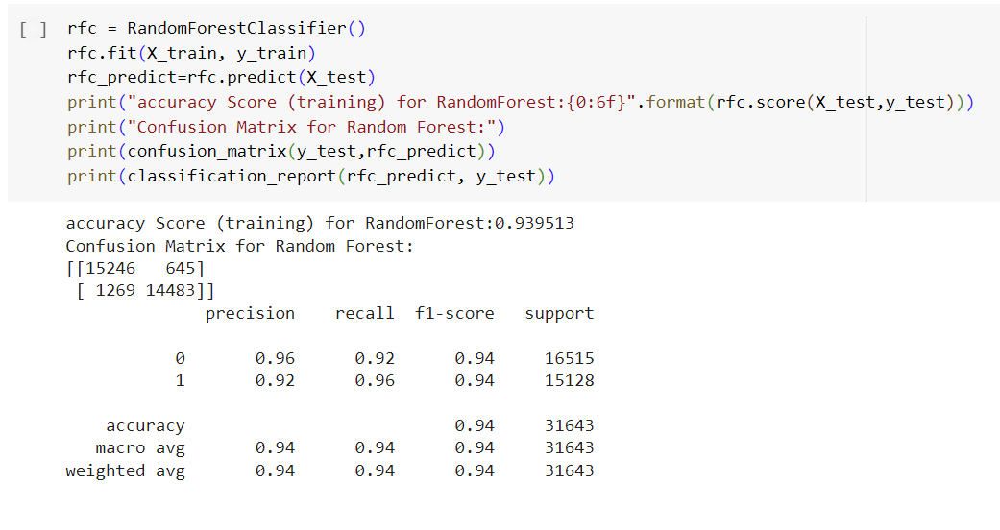 [ ] rfc = RandomForestClassifier()
rfc.fit(X_train, y_train)
rfc_predict=rfc.predict(X_test)
print("accuracy Score (training) for RandomForest:{0:6f}".format(rfc.score(X_test,y_test)))
print("Confusion Matrix for Random Forest:")
print(confusion_matrix(y_test,rfc_predict))
print(classification_report(rfc_predict, y_test))
accuracy Score (training) for RandomForest:0.939513
Confusion Matrix for Random Forest:
[[15246   645]
 [ 1269 14483]]
              precision    recall  f1-score   support
           0       0.96      0.92      0.94     16515
           1       0.92      0.96      0.94     15128
    accuracy                           0.94     31643
   macro avg       0.94      0.94      0.94     31643
weighted avg       0.94      0.94      0.94     31643